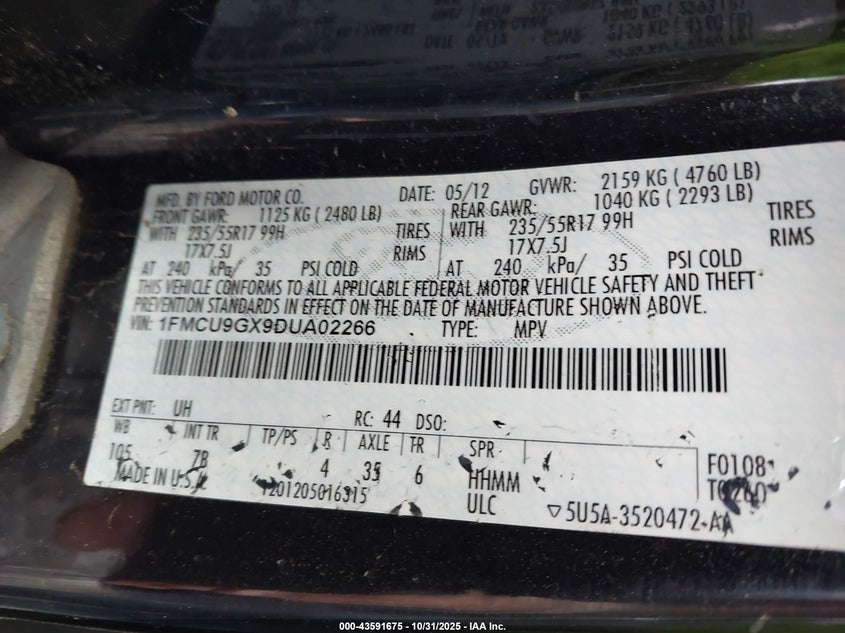 MFD. BY FORD MOTOR CO. DATE: 05/12 GVWR: 2159 KG ( 4760 LB)
FRONT GAWR: 1125 KG ( 2480 LB) REAR GAWR: 1040 KG ( 2293 LB)
WITH 235/55R17 99H TIRES WITH 235/55R17 99H TIRES
17X7.5J RIMS 17X7.5J RIMS
AT 240 kPa/ 35 PSI COLD AT 240 kPa/ 35 PSI COLD
THIS VEHICLE CONFORMS TO ALL APPLICABLE FEDERAL MOTOR VEHICLE SAFETY AND THEFT
PREVENTION STANDARDS IN EFFECT ON THE DATE OF MANUFACTURE SHOWN ABOVE.
VIN: 1FMCU9GX9DUA02266 TYPE: MPV
EXT PNT: UH RC: 44 DSO:
WB INT TR TP/PS R AXLE TR SPR
105 7B 4 35 6 HHMM F0108
MADE IN U.S.A. ULC
▽5U5A-3520472-AA
000-43591675 - 10/31/2025 - IAA Inc.